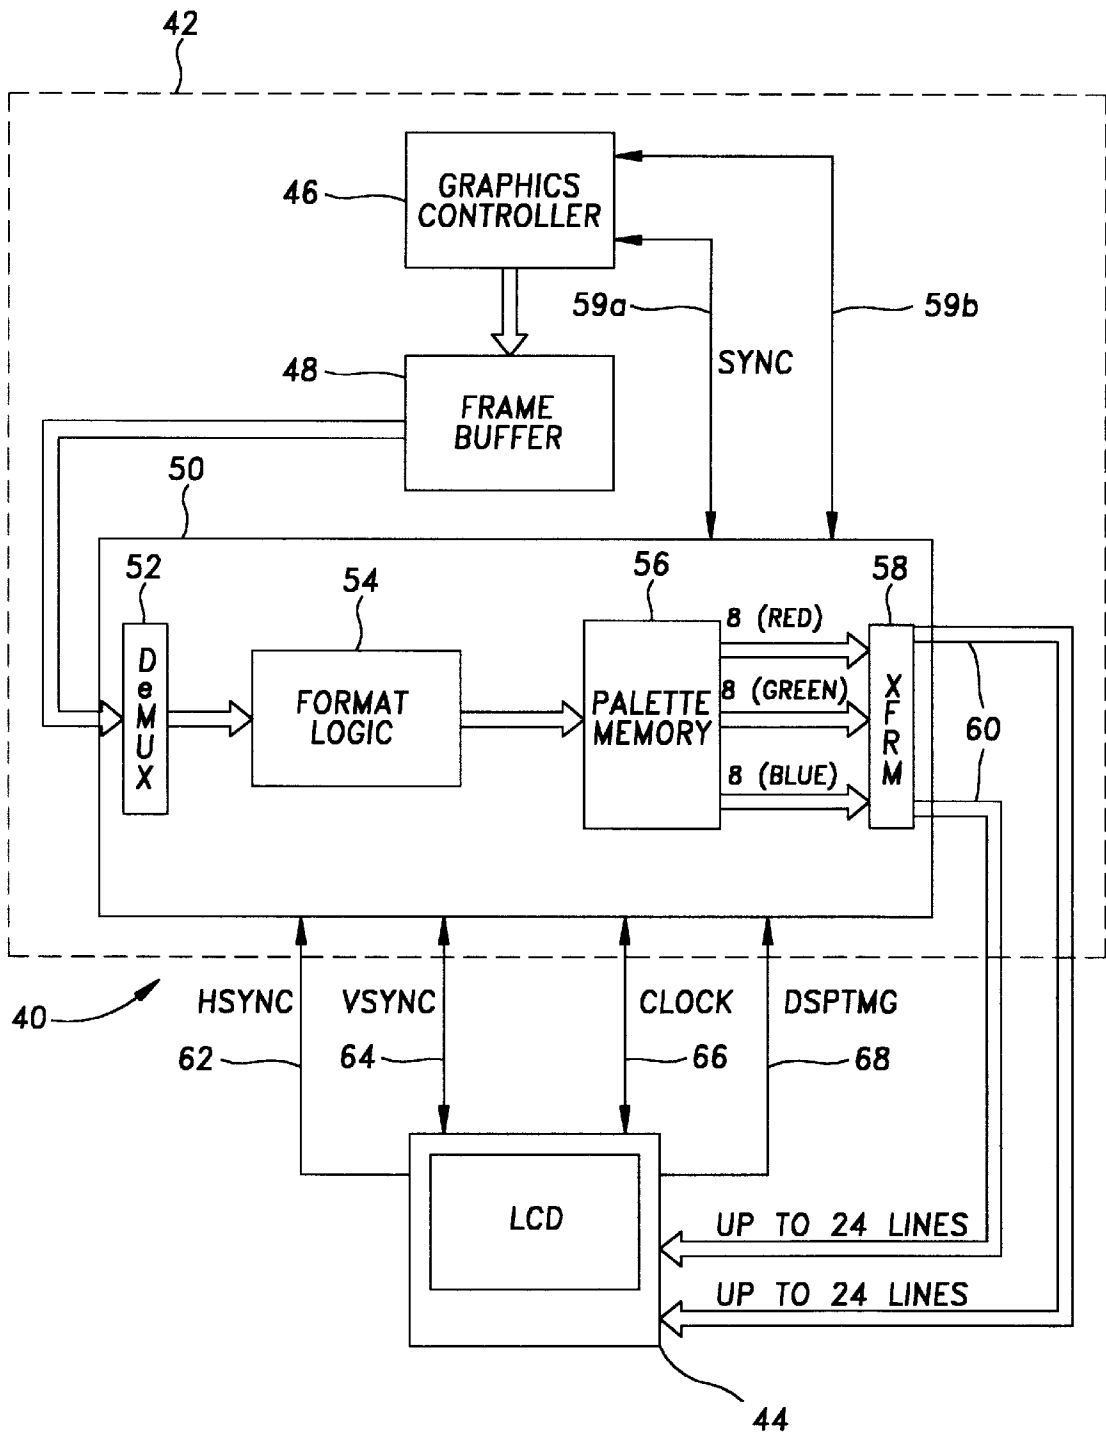 42
46
GRAPHICS
CONTROLLER
59a
59b
SYNC
48
FRAME
BUFFER
50
52
DeMUX
54
FORMAT
LOGIC
56
PALETTE
MEMORY
8 (RED)
8 (GREEN)
8 (BLUE)
58
XFRM
60
40
HSYNC
VSYNC
CLOCK
DSPTMG
62
64
66
68
LCD
UP TO 24 LINES
UP TO 24 LINES
44